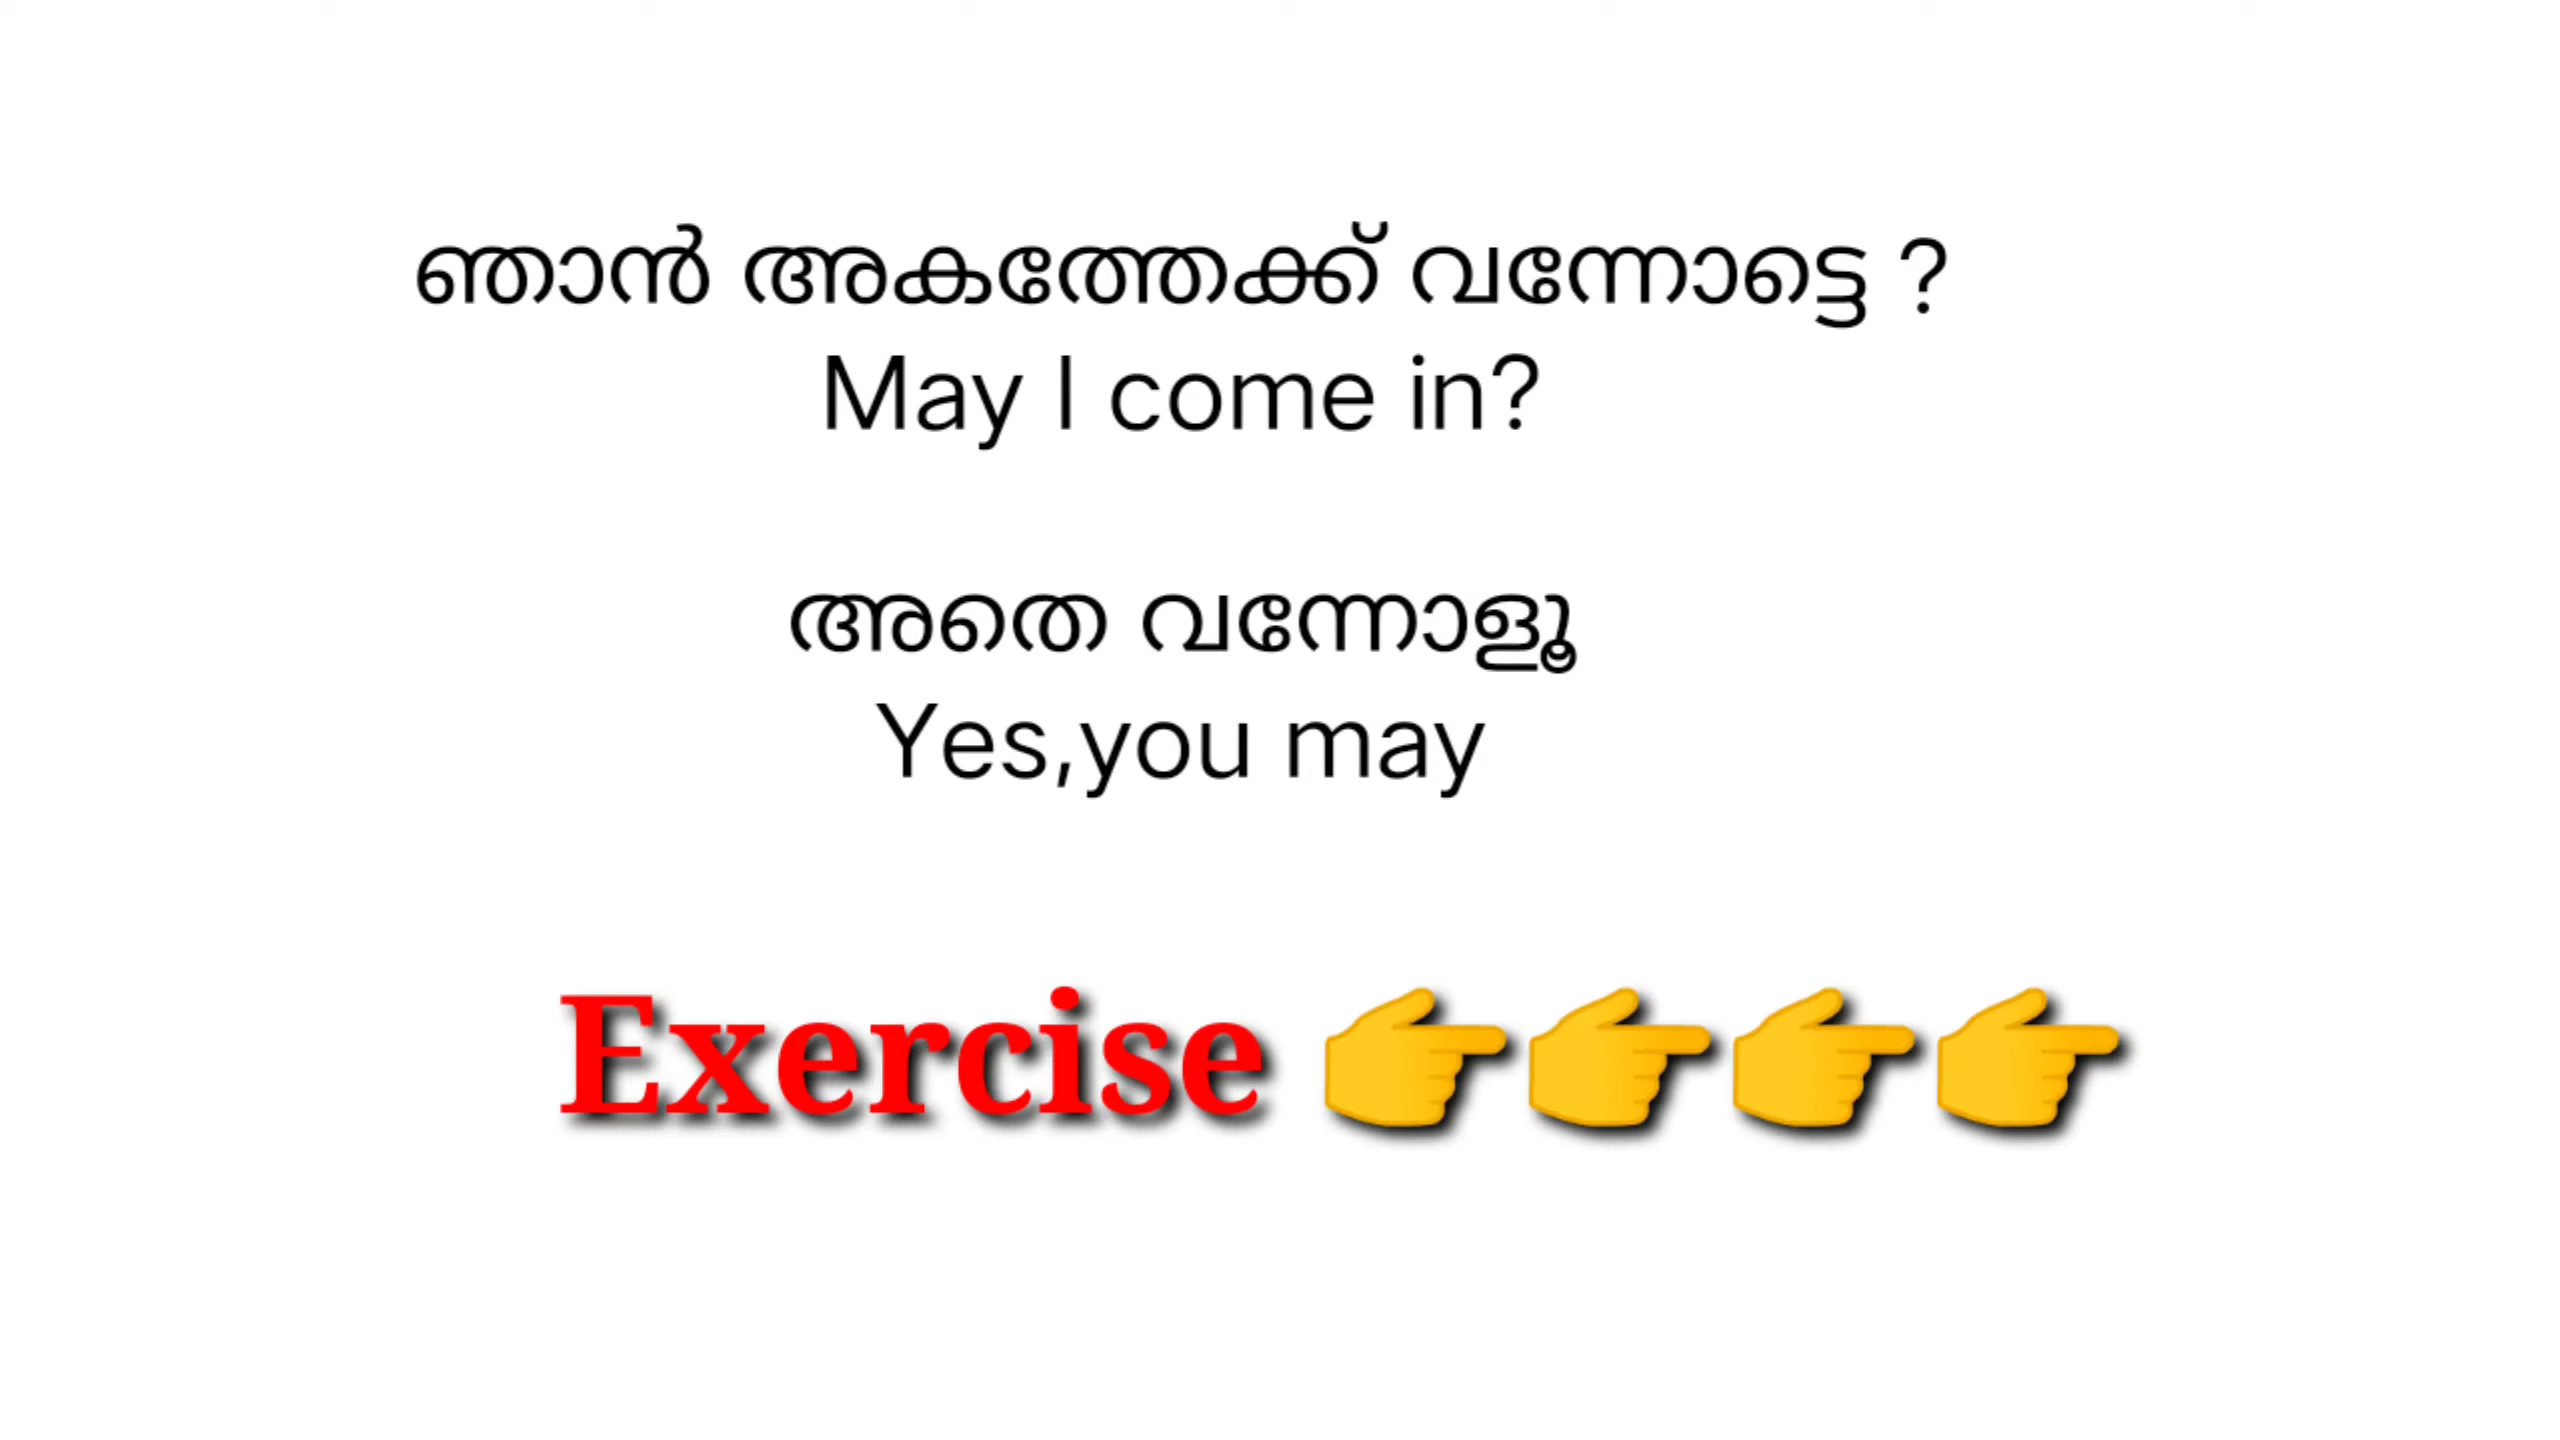 ഞാൻ അകത്തേക്ക് വന്നോട്ടെ ?
May I come in?
അതെ വന്നോളൂ
Yes,you may
Exercise 👉👉👉👉